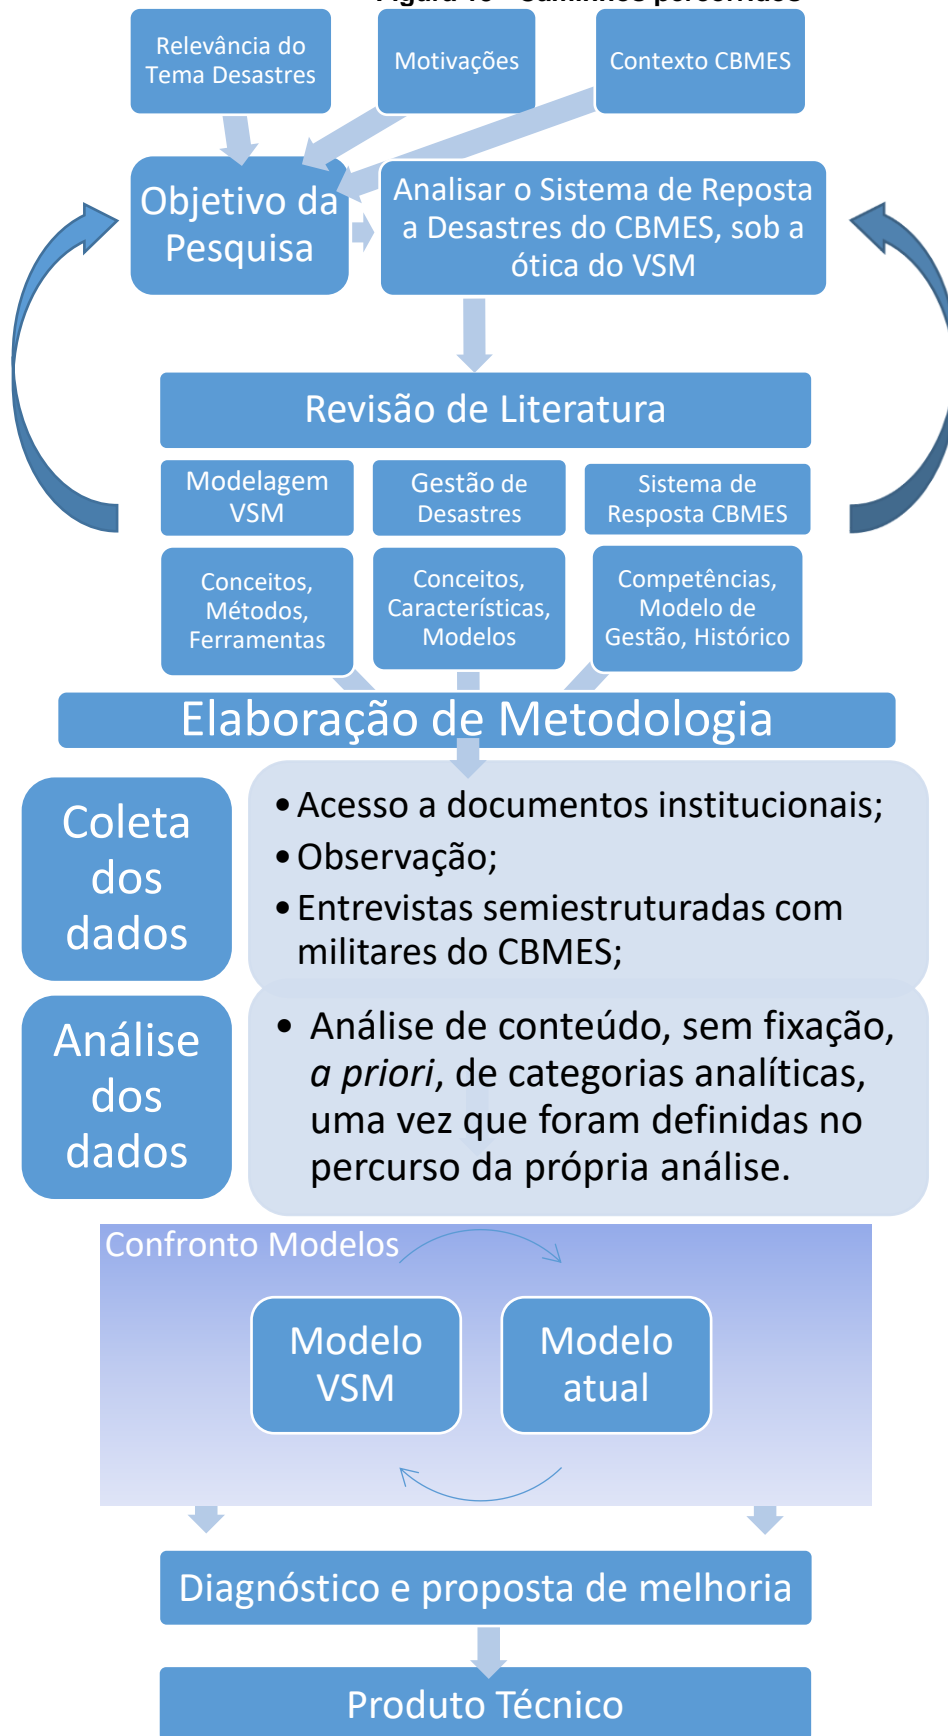 Relevância do
Tema Desastres
Motivações
Contexto CBMES
Objetivo da
Pesquisa
Analisar o Sistema de Reposta
a Desastres do CBMES, sob a
ótica do VSM
Revisão de Literatura
Modelagem
VSM
Gestão de
Desastres
Sistema de
Resposta CBMES
Conceitos,
Métodos,
Ferramentas
Conceitos,
Características,
Modelos
Competências,
Modelo de
Gestão, Histórico
Elaboração de Metodologia
Coleta
dos
dados
• Acesso a documentos institucionais;
• Observação;
• Entrevistas semiestruturadas com
militares do CBMES;
Análise
dos
dados
• Análise de conteúdo, sem fixação,
a priori, de categorias analíticas,
uma vez que foram definidas no
percurso da própria análise.
Confronto Modelos
Modelo
VSM
Modelo
atual
Diagnóstico e proposta de melhoria
Produto Técnico